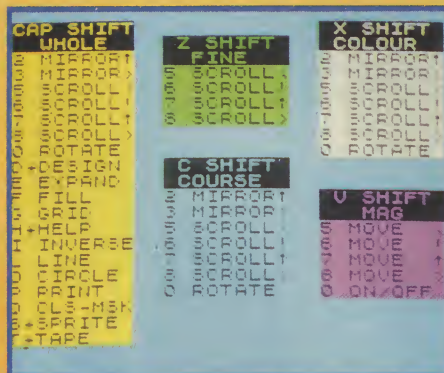 CAP SHIFT
WHOLE
2 MIRROR↑
3 MIRROR>
5 SCROLL
6 SCROLL
7 SCROLL↑
8 SCROLL>
0 ROTATE
+DESIGN
E EXPAND
F FILL
G GRID
H+HELP
I INVERSE
LINE
O CIRCLE
P PRINT
CLS-MSK
S+SPRITE
T+TAPE
Z SHIFT
FINE
5 SCROLL
6 SCROLL
7 SCROLL↑
8 SCROLL>
C SHIFT
COURSE
2 MIRROR↑
3 MIRROR
5 SCROLL
6 SCROLL
7 SCROLL↑
8 SCROLL
0 ROTATE
X SHIFT
COLOUR
2 MIRROR↑
3 MIRROR
5 SCROLL
6 SCROLL
7 SCROLL
8 SCROLL
0 ROTATE
V SHIFT
MAG
5 MOVE
6 MOVE
7 MOVE ↑
8 MOVE
0 ON/OFF